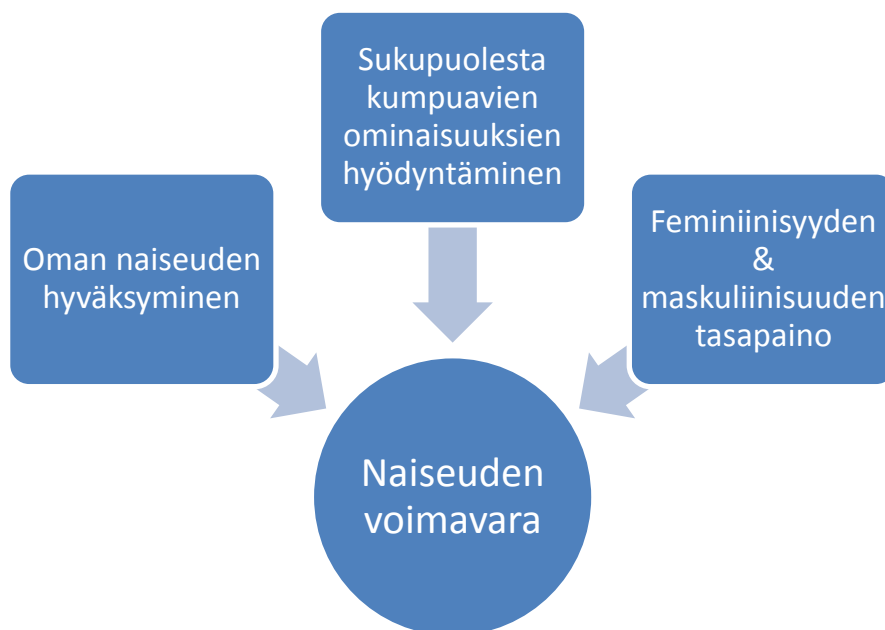 Sukupuolesta
kumpuavien
ominaisuuksien
hyödyntäminen
Oman naiseuden
hyväksyminen
Feminiinisyyden
&
maskuliinisuuden
tasapaino
Naiseuden
voimavara